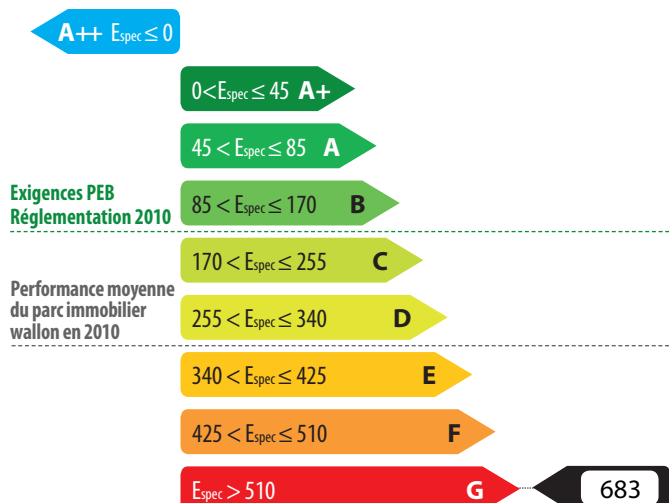 A++ Espec ≤ 0
0<Espec ≤ 45 A+
45 < Espec ≤ 85 A
Exigences PEB
Réglementation 2010
85 < Espec ≤ 170 B
170 < Espec ≤ 255 C
Performance moyenne
du parc immobilier
wallon en 2010
255 < Espec ≤ 340 D
340 < Espec ≤ 425 E
425 < Espec ≤ 510 F
Espec > 510 G 683